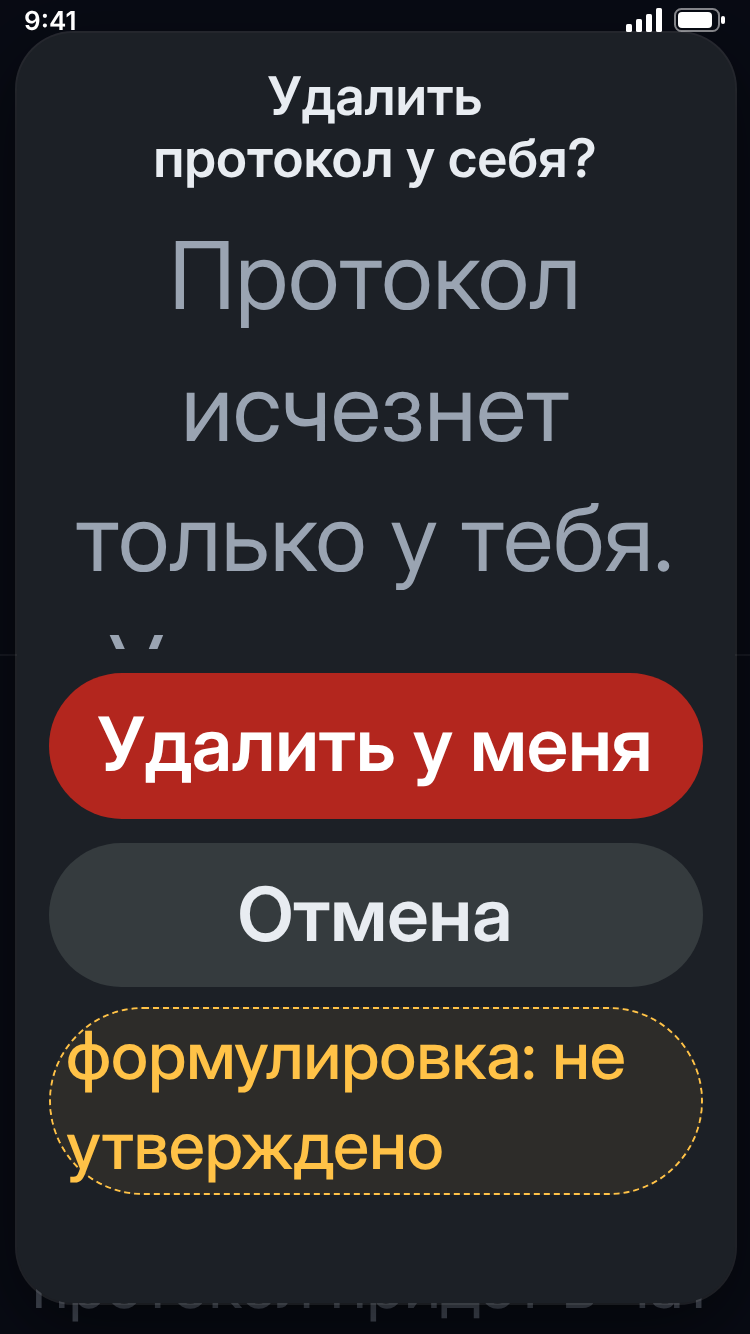 9:41
Удалить
протокол у себя?
Протокол
исчезнет
только у тебя.
Удалить у меня
Отмена
формулировка: не
утверждено